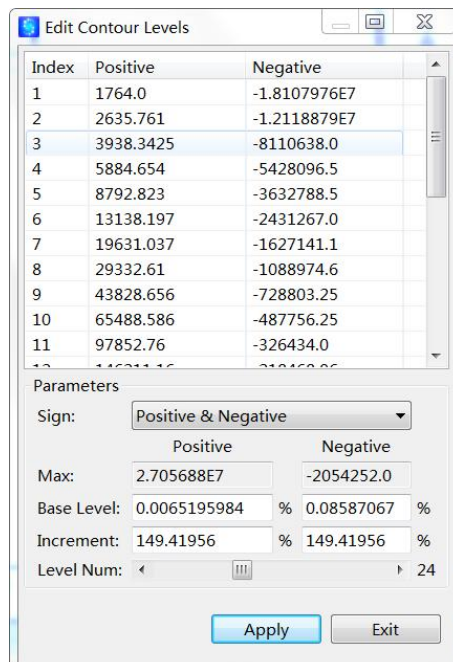 Edit Contour Levels
Index Positive Negative
1 1764.0 -1.8107976E7
2 2635.761 -1.2118879E7
3 3938.3425 -8110638.0
4 5884.654 -5428096.5
5 8792.823 -3632788.5
6 13138.197 -2431267.0
7 19631.037 -1627141.1
8 29332.61 -1088974.6
9 43828.656 -728803.25
10 65488.586 -487756.25
11 97852.76 -326434.0
Parameters
Sign: Positive & Negative
Positive Negative
Max: 2.705688E7 -2054252.0
Base Level: 0.0065195984 % 0.08587067 %
Increment: 149.41956 % 149.41956 %
Level Num: 24
Apply Exit